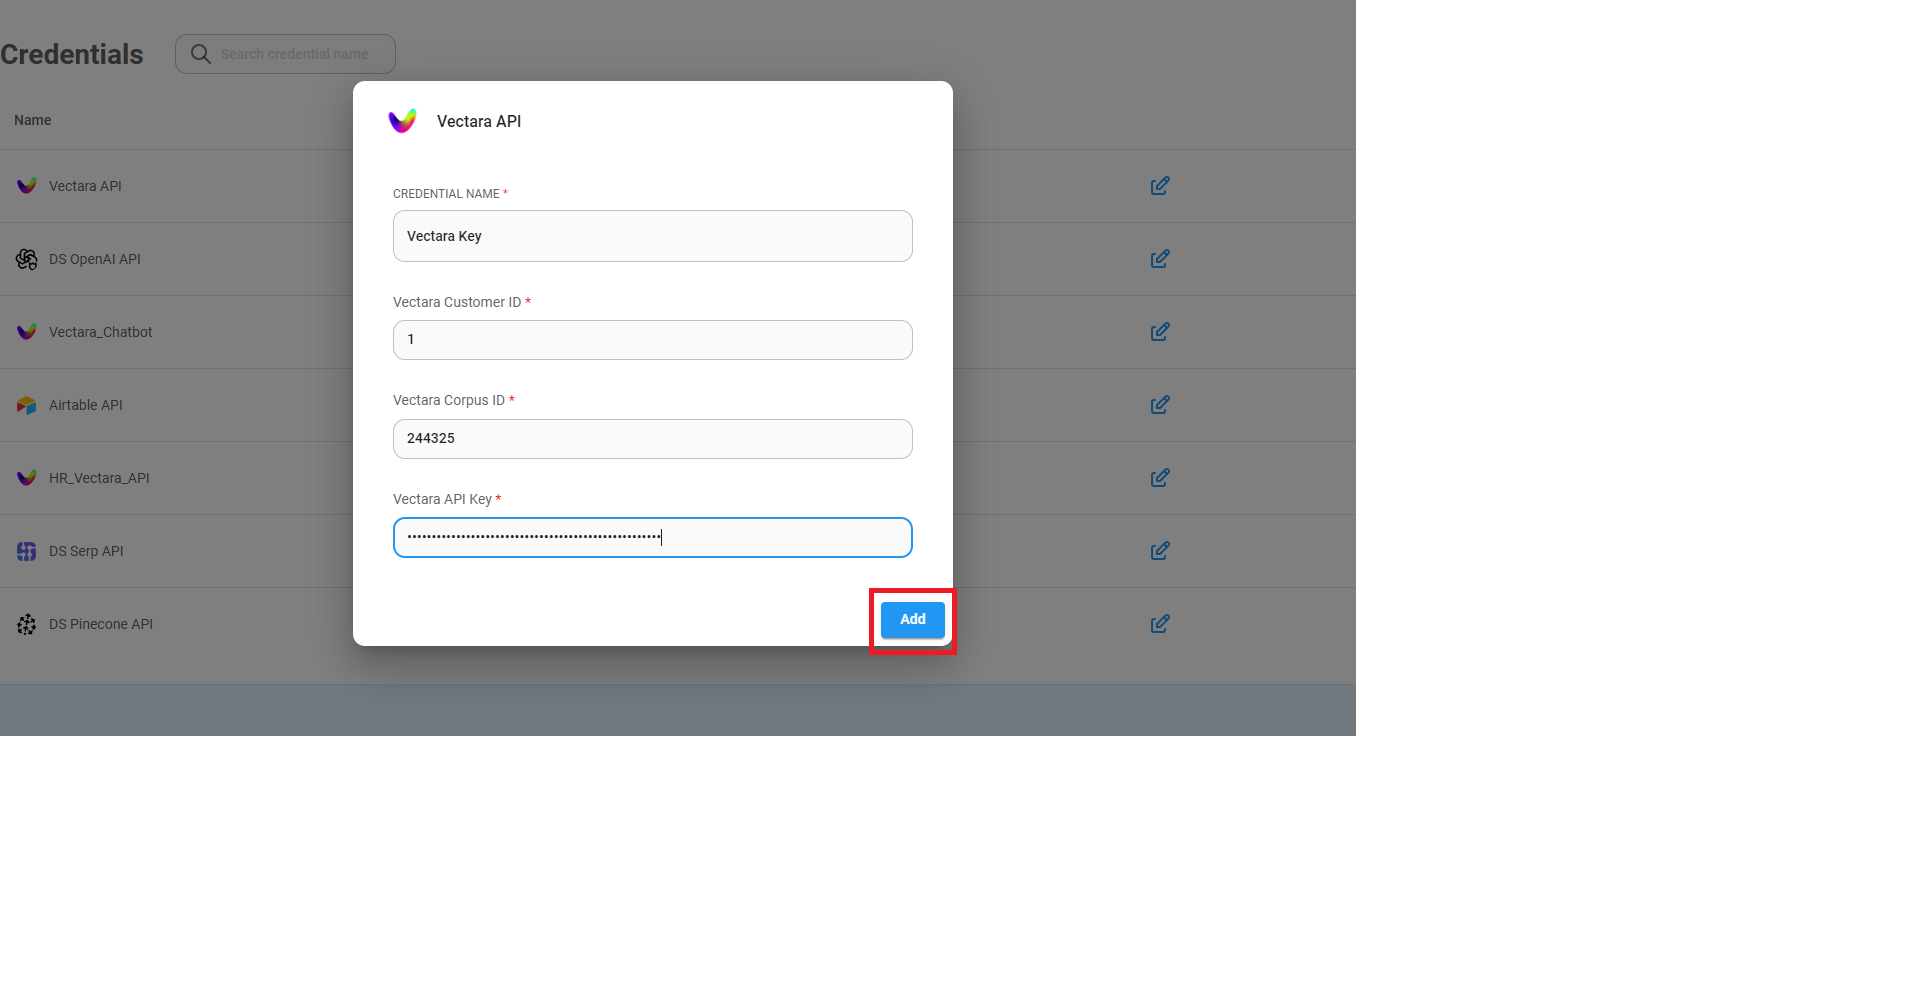 Credentials
Search credential name
Name
Vectara API
DS OpenAI API
Vectara_Chatbot
Airtable API
HR_Vectara_API
DS Serp API
DS Pinecone API
Vectara API
CREDENTIAL NAME *
Vectara Key
Vectara Customer ID *
1
Vectara Corpus ID *
244325
Vectara API Key *
Add